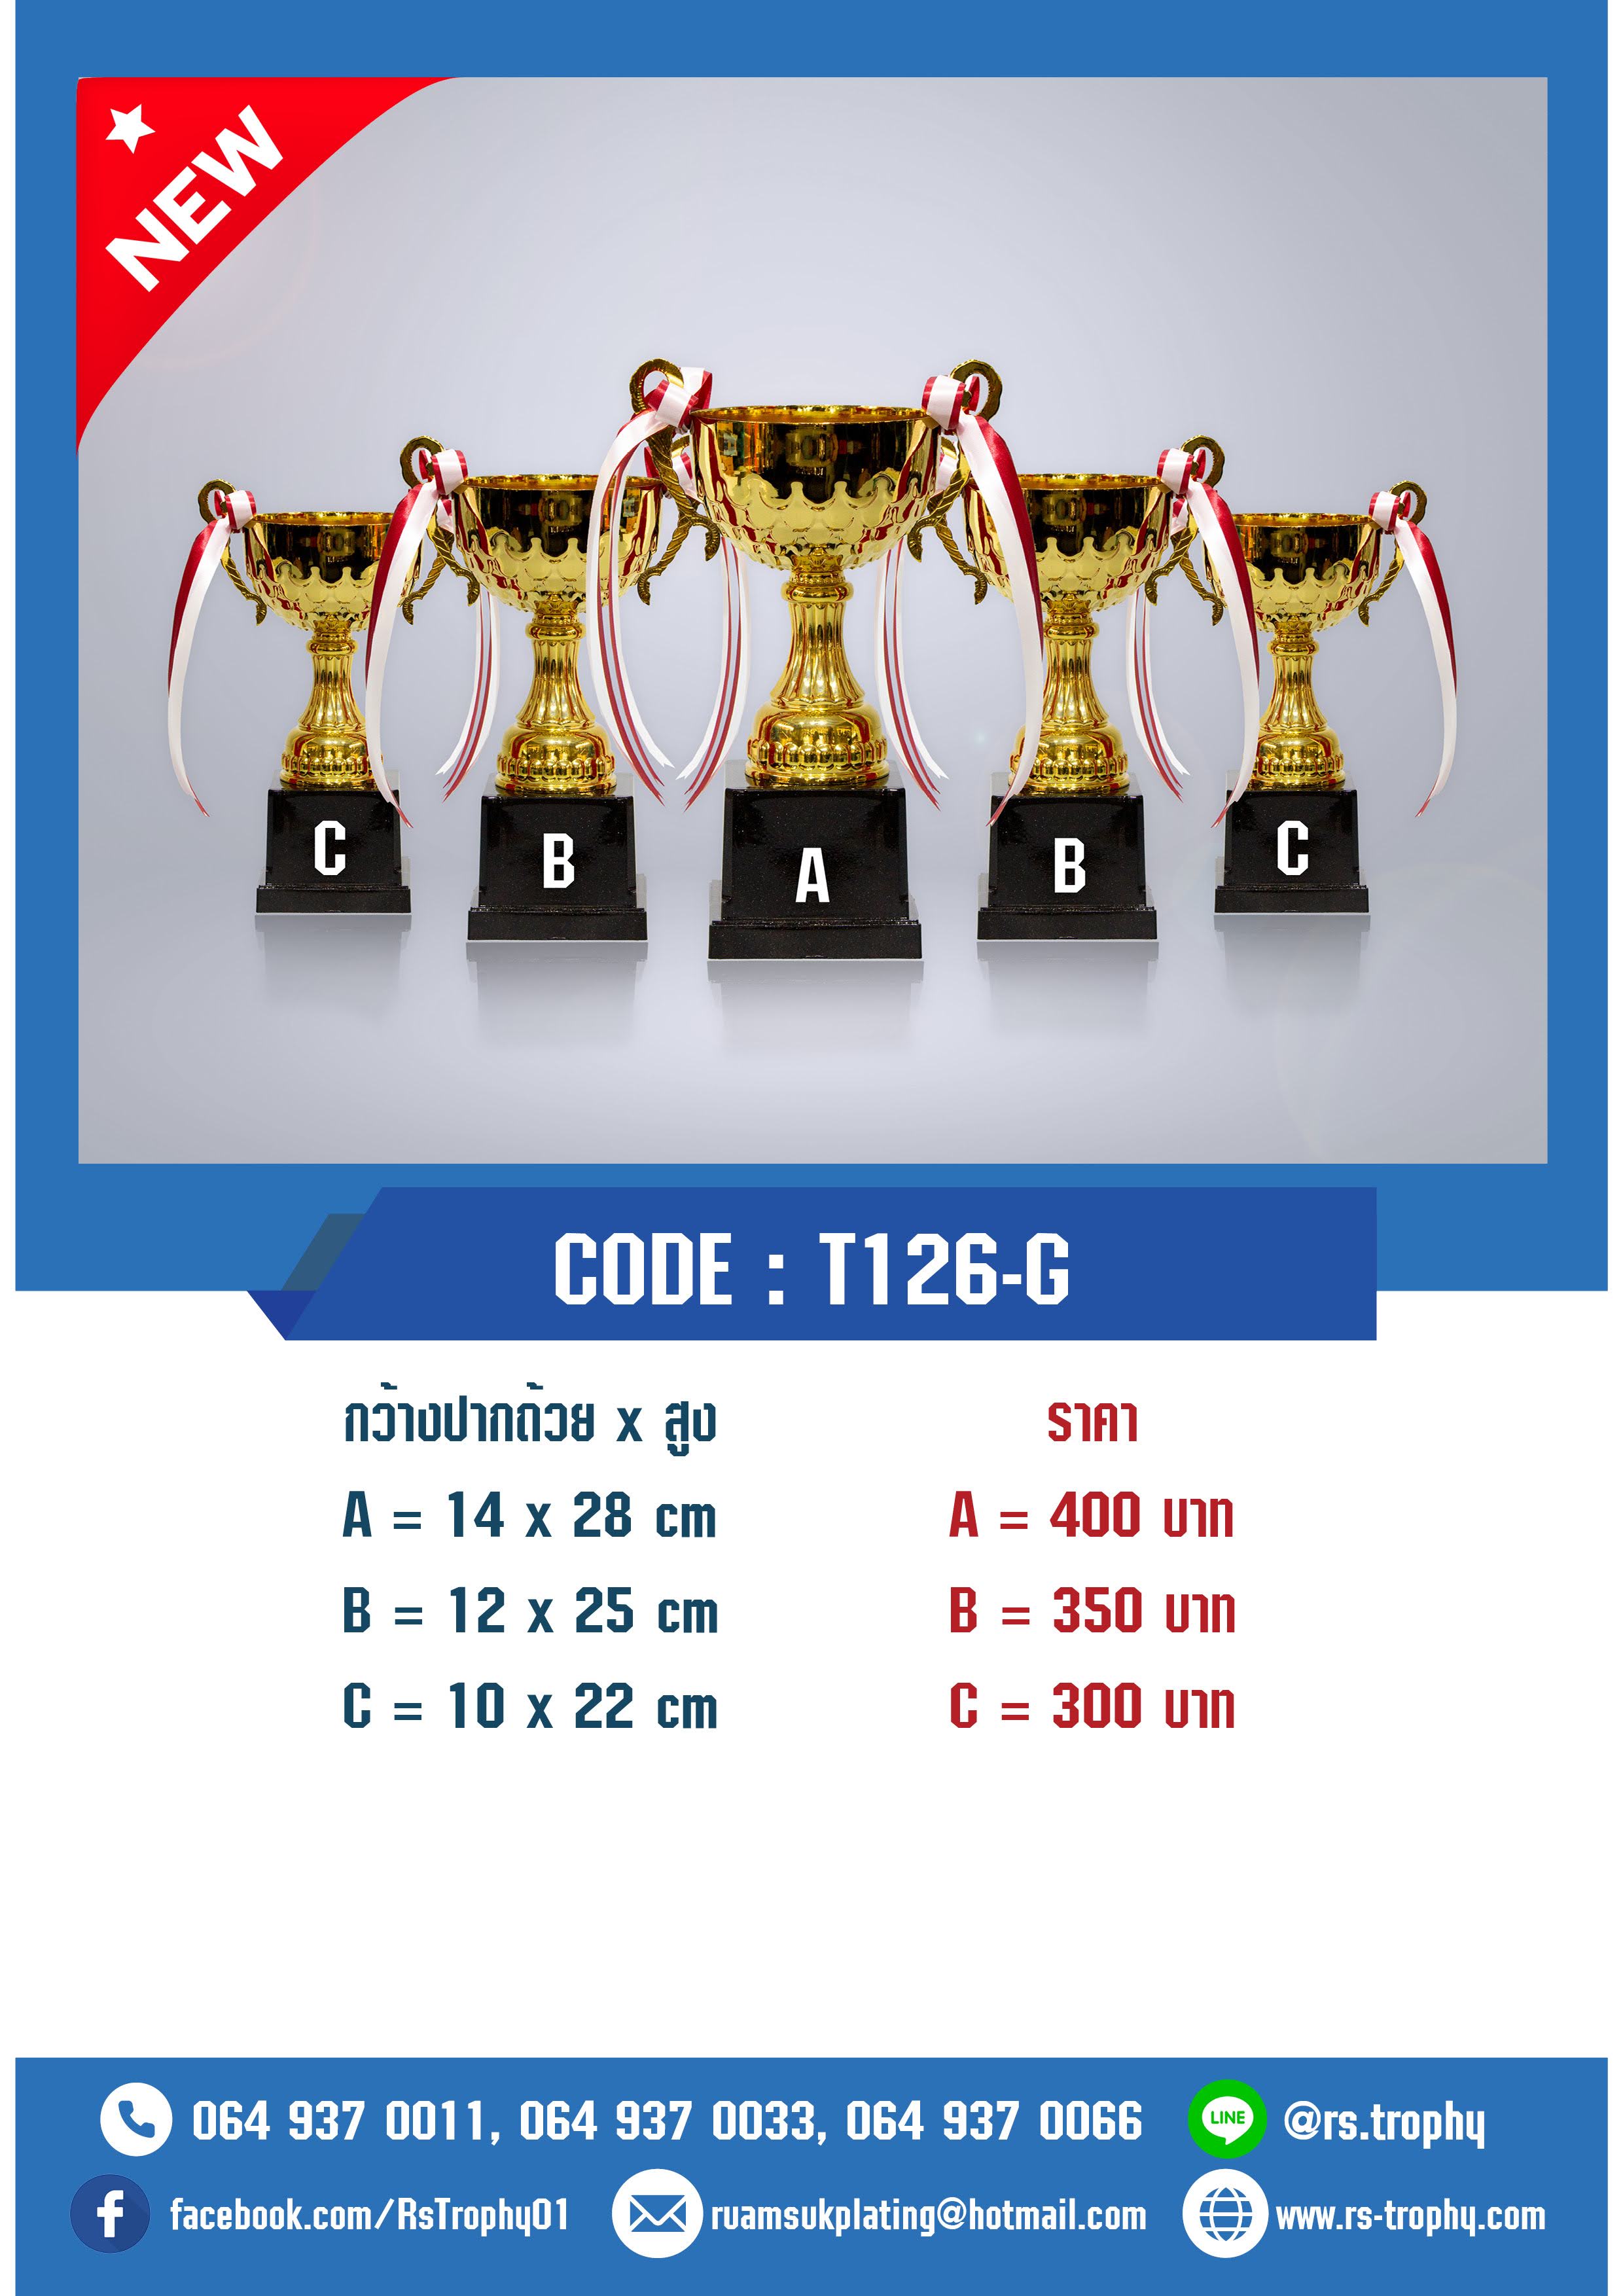 NEW
C B A B C
CODE : T126-G
กว้างปากถ้วย x สูง
ราคา
A = 14 x 28 cm
A = 400 บาท
B = 12 x 25 cm
B = 350 บาท
C = 10 x 22 cm
C = 300 บาท
064 937 0011, 064 937 0033, 064 937 0066
LINE @rs.trophy
facebook.com/RsTrophy01
ruamsukplating@hotmail.com
www.rs-trophy.com